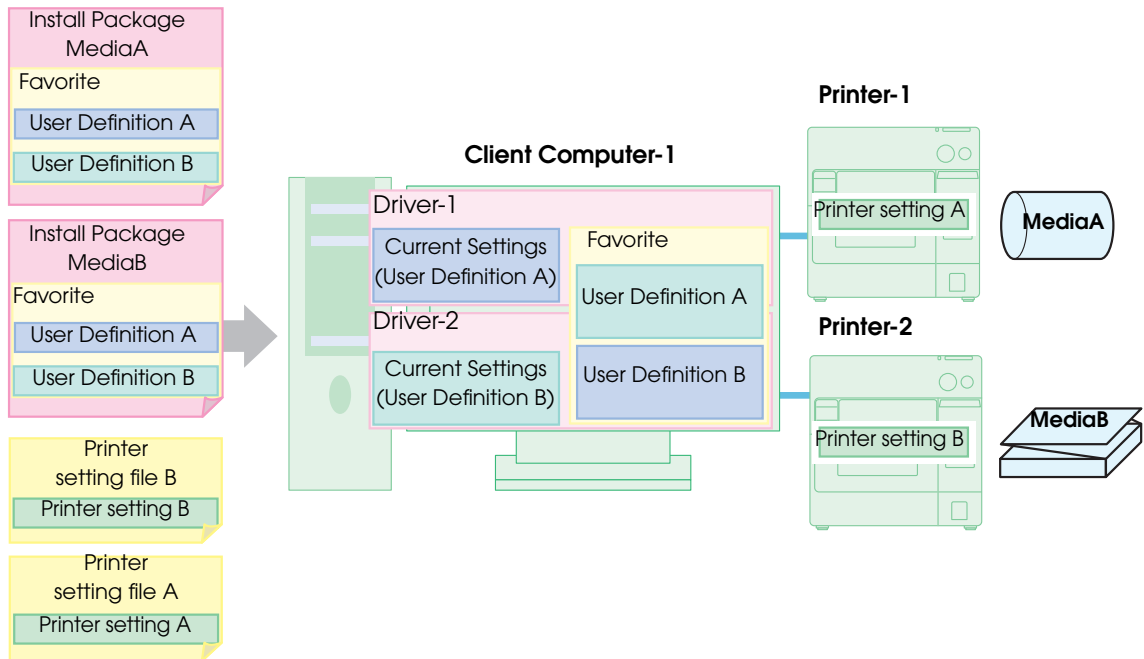 Install Package
MediaA
Favorite
User Definition A
User Definition B
Install Package
MediaB
Favorite
User Definition A
User Definition B
Printer
setting file B
Printer setting B
Printer
setting file A
Printer setting A
Client Computer-1
Driver-1
Current Settings
(User Definition A)
Favorite
User Definition A
Driver-2
Current Settings
(User Definition B)
User Definition B
Printer-1
Printer setting A
MediaA
Printer-2
Printer setting B
MediaB